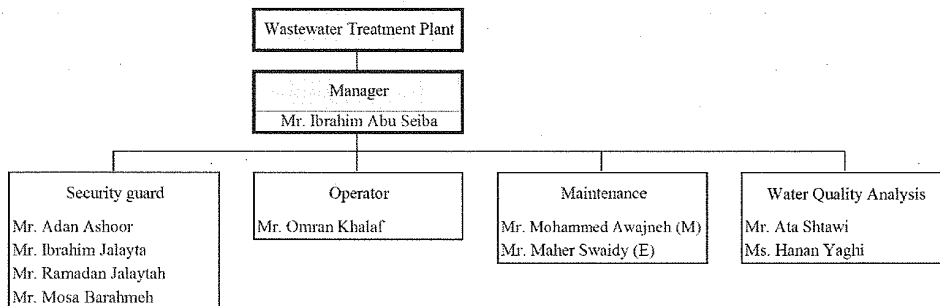 Wastewater Treatment Plant
Manager
Mr. Ibrahim Abu Seiba
Security guard
Mr. Adan Ashoor
Mr. Ibrahim Jalayta
Mr. Ramadan Jalaytah
Mr. Mosa Barahmeh
Operator
Mr. Omran Khalaf
Maintenance
Mr. Mohammed Awajneh (M)
Mr. Maher Swaidy (E)
Water Quality Analysis
Mr. Ata Shtawi
Ms. Hanan Yaghi